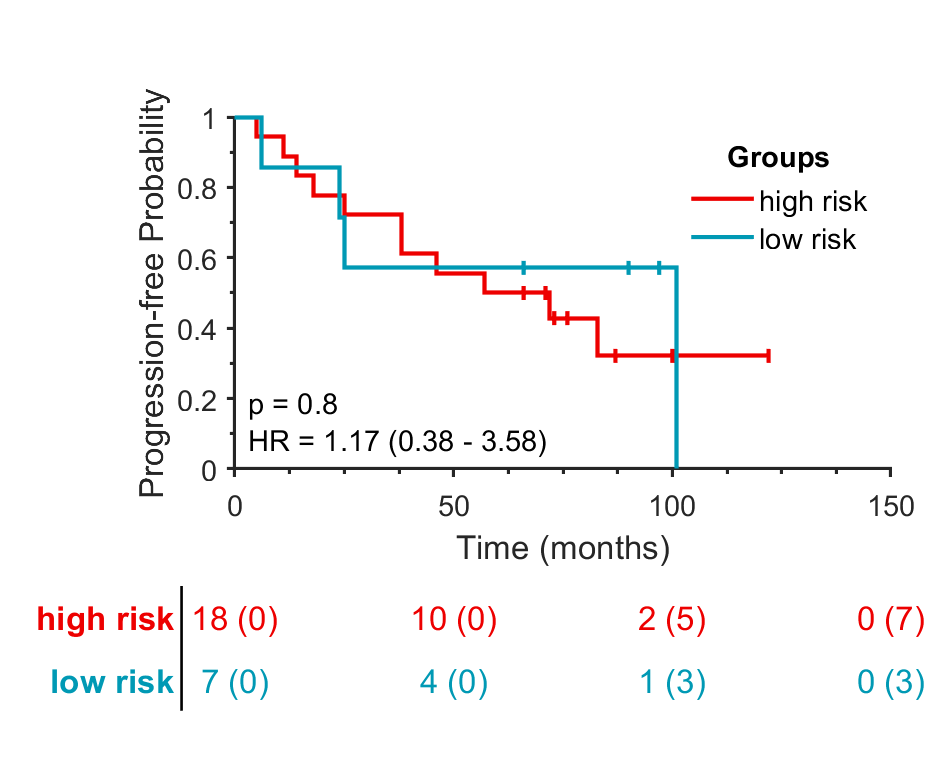 Progression-free Probability
1
0.8
0.6
0.4
0.2
0
Groups
high risk
low risk
p = 0.8
HR = 1.17 (0.38 - 3.58)
0 50 100 150
Time (months)
high risk 18 (0) 10 (0) 2 (5) 0 (7)
low risk 7 (0) 4 (0) 1 (3) 0 (3)